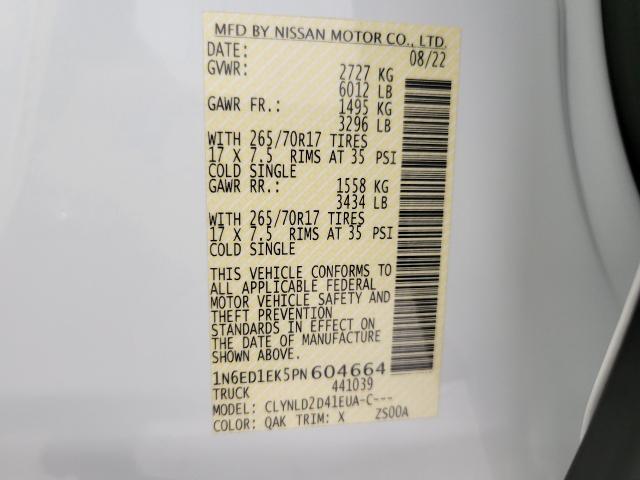 MFD BY NISSAN MOTOR CO., LTD.
DATE: 08/22
GVWR: 2727 KG
6012 LB
GAWR FR.: 1495 KG
3296 LB
WITH 265/70R17 TIRES
17 X 7.5 RIMS AT 35 PSI
COLD SINGLE
GAWR RR.: 1558 KG
3434 LB
WITH 265/70R17 TIRES
17 X 7.5 RIMS AT 35 PSI
COLD SINGLE
THIS VEHICLE CONFORMS TO
ALL APPLICABLE FEDERAL
MOTOR VEHICLE SAFETY AND
THEFT PREVENTION
STANDARDS IN EFFECT ON
THE DATE OF MANUFACTURE
SHOWN ABOVE.
1N6ED1EK5PN604664
TRUCK 441039
MODEL: CLYNLD2D41EUA-C---
COLOR: QAK TRIM: X ZS00A